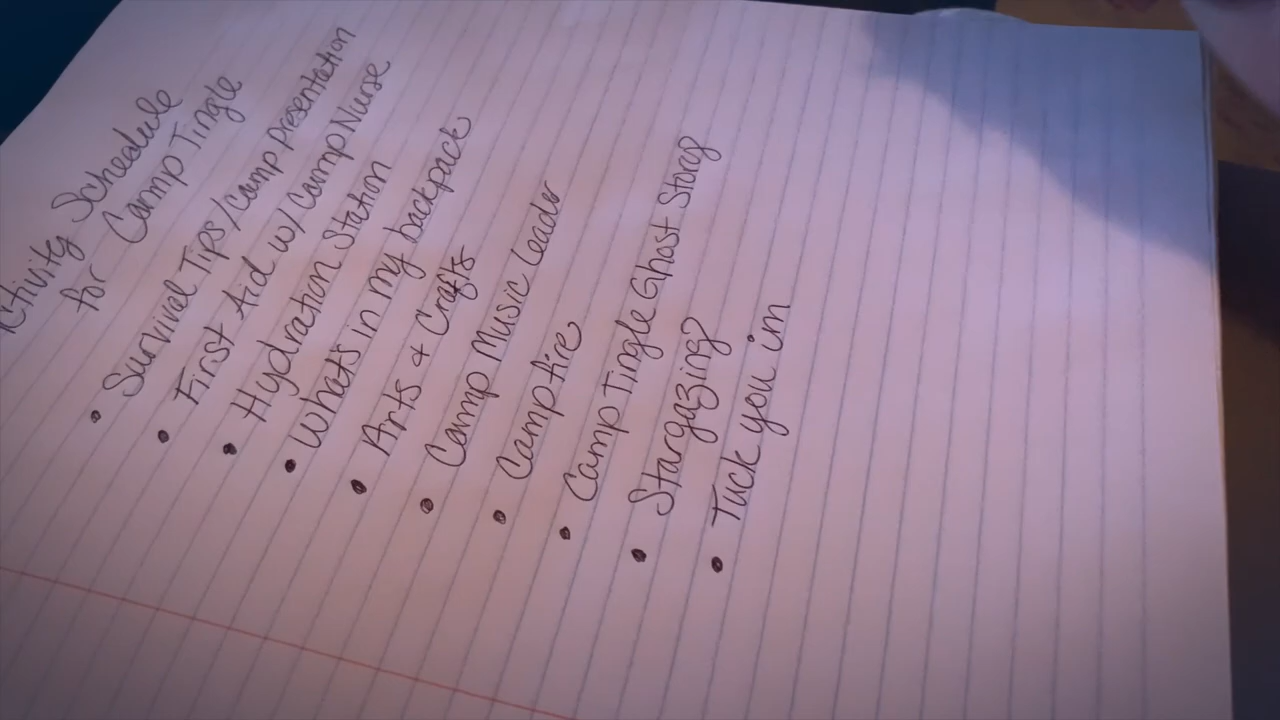 Activity Schedule
for Camp Tingle
• Survival Tips/Camp Presentation
• First Aid w/ Camp Nurse
• Hydration Station
• Whats in my backpack
• Arts & Crafts
• Camp Music Leader
• Campfire
• Camp Tingle Ghost Story
• Stargazing
• Tuck you in